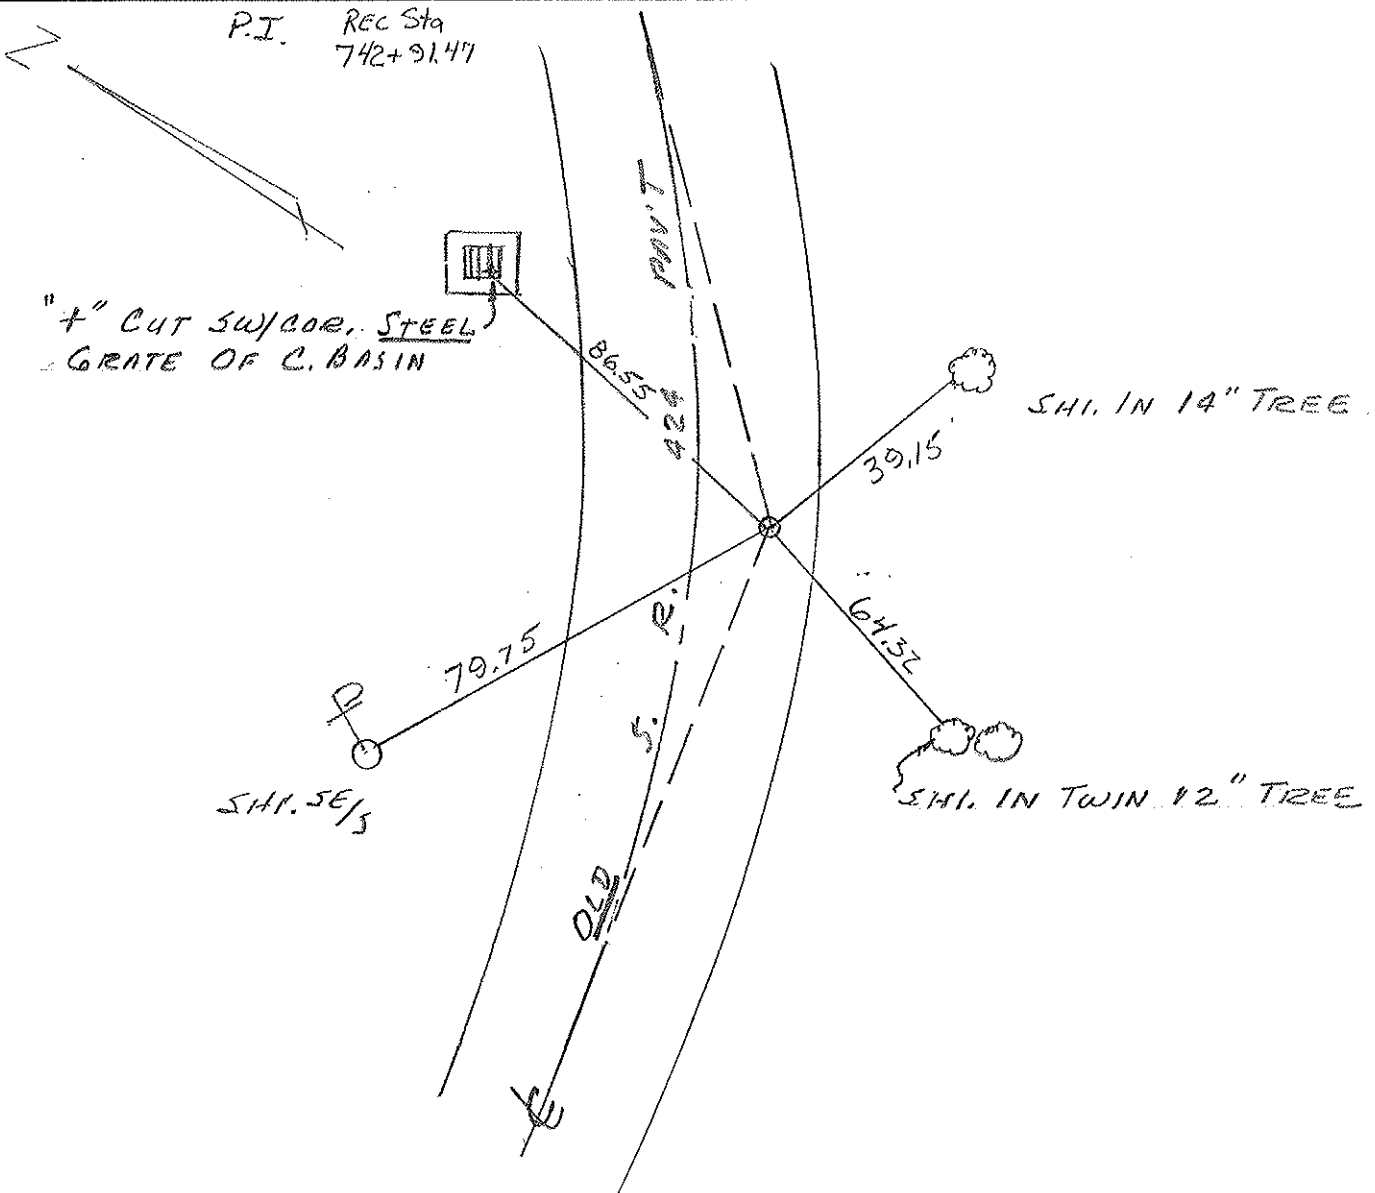 P.I. REC Sta
742+91.47
N
PAV'T
"+" CUT SW/COR. STEEL
GRATE OF C. BASIN
86.55
424
SHI. IN 14" TREE
39.15'
R.
64.32
79.75
P
S.
SHI. SE/S
SHI. IN TWIN 12" TREE
OLD
℄